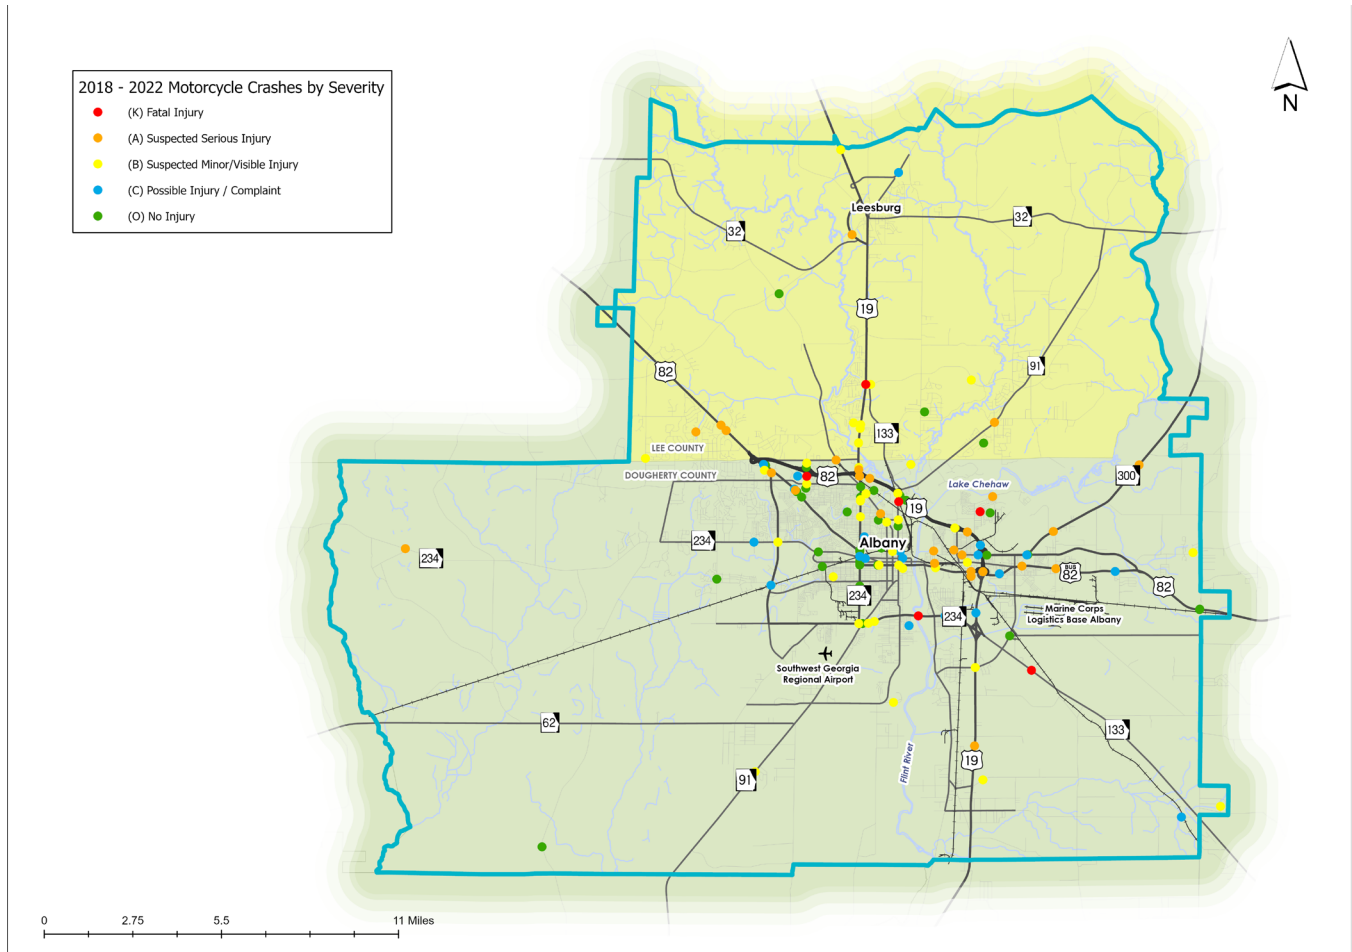 2018 - 2022 Motorcycle Crashes by Severity
(K) Fatal Injury
(A) Suspected Serious Injury
(B) Suspected Minor/Visible Injury
(C) Possible Injury / Complaint
(O) No Injury
N
Leesburg
32
32
19
82
91
133
LEE COUNTY
DOUGHERTY COUNTY
82
300
Lake Chehaw
19
234
Albany
234
BUS
82
82
234
234
Marine Corps
Logistics Base Albany
Southwest Georgia
Regional Airport
62
133
Flint River
19
91
0
2.75
5.5
11 Miles